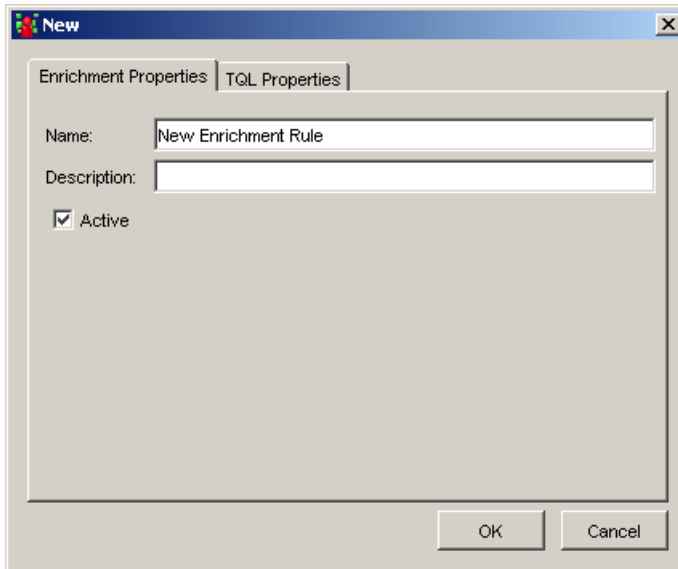 New
Enrichment Properties TQL Properties
Name: New Enrichment Rule
Description:
Active
OK Cancel